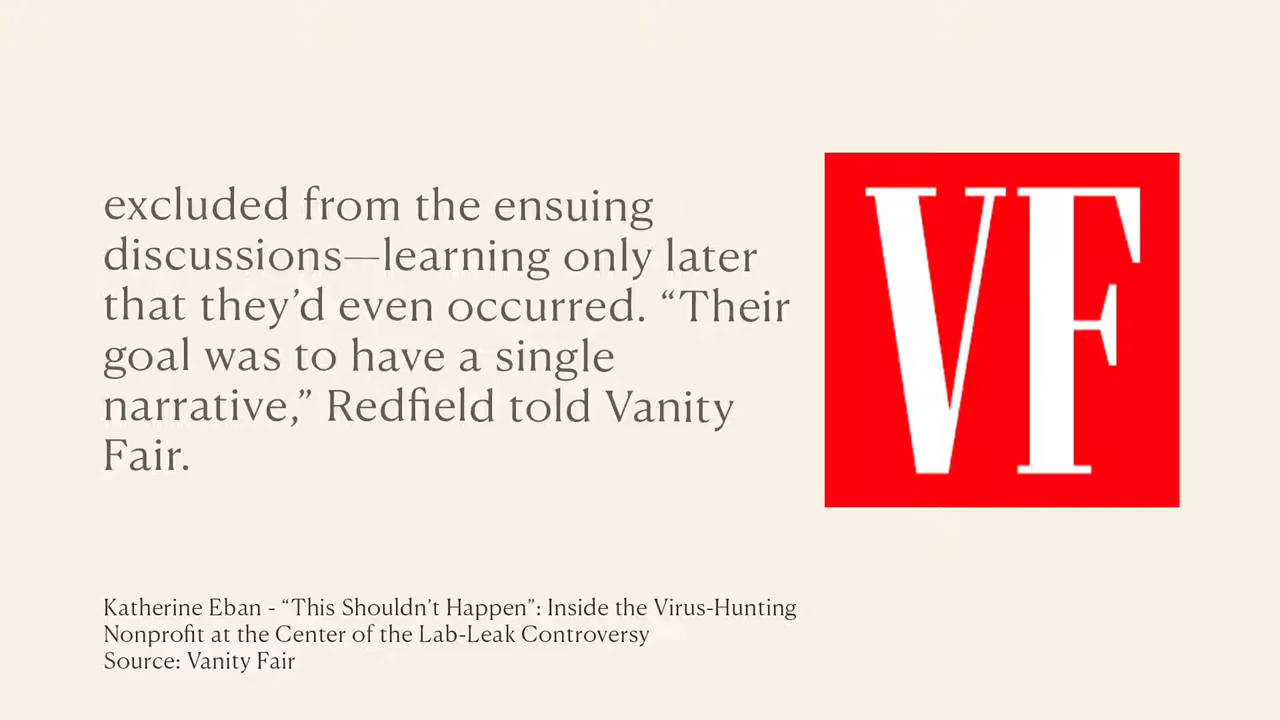 excluded from the ensuing
discussions—learning only later
that they’d even occurred. “Their
goal was to have a single
narrative,” Redfield told Vanity
Fair.
VF
Katherine Eban - “This Shouldn’t Happen”: Inside the Virus-Hunting
Nonprofit at the Center of the Lab-Leak Controversy
Source: Vanity Fair